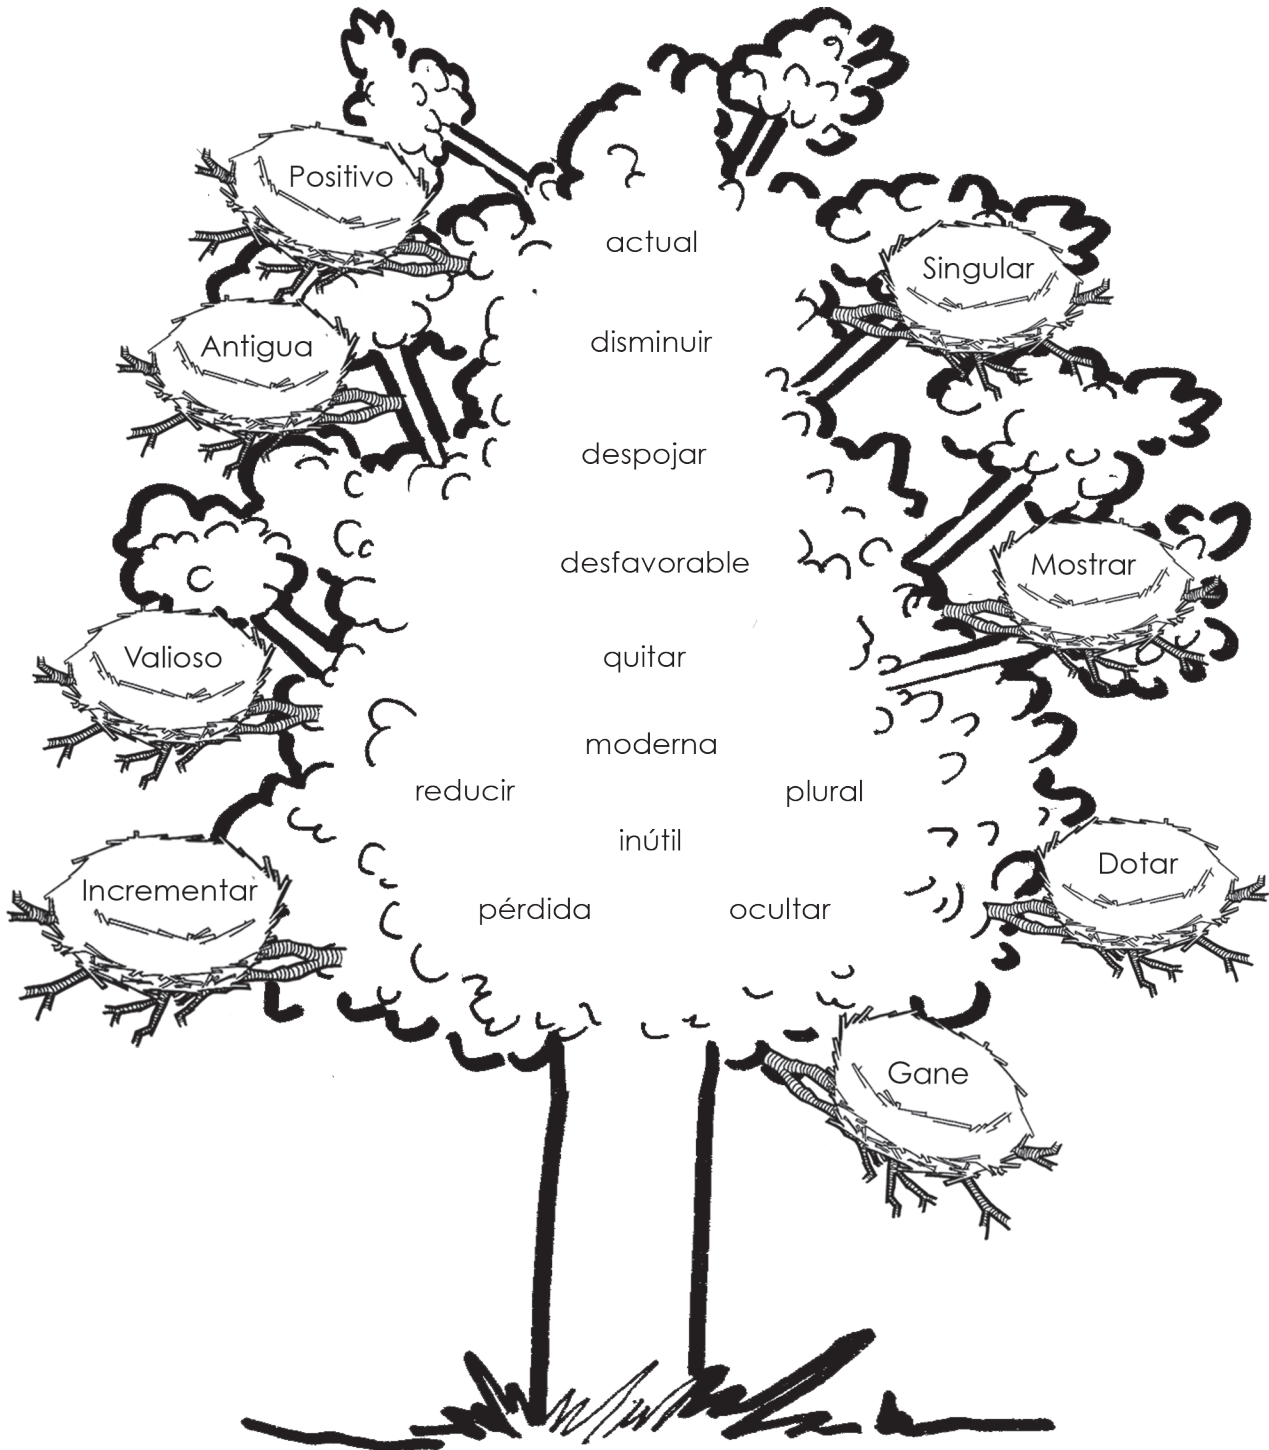 Positivo
actual
Singular
Antigua
disminuir
despojar
desfavorable
Mostrar
Valioso
quitar
moderna
reducir
plural
inútil
Dotar
Incrementar
pérdida
ocultar
Gane